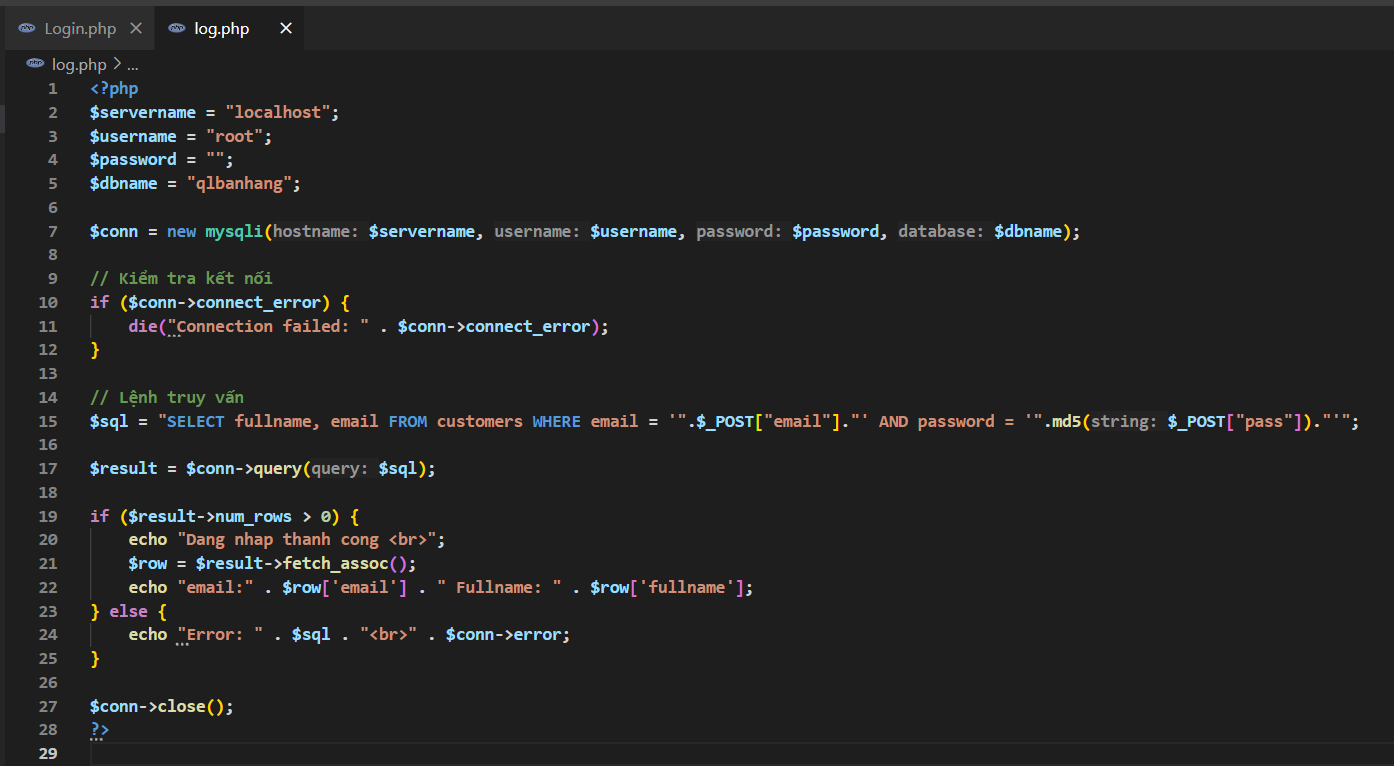 Login.php
log.php
log.php > ...
1 <?php
2 $servername = "localhost";
3 $username = "root";
4 $password = "";
5 $dbname = "qlbanhang";
6
7 $conn = new mysqli(hostname: $servername, username: $username, password: $password, database: $dbname);
8
9 // Kiểm tra kết nối
10 if ($conn->connect_error) {
11     die("Connection failed: " . $conn->connect_error);
12 }
13
14 // Lệnh truy vấn
15 $sql = "SELECT fullname, email FROM customers WHERE email = '".$_POST["email"]."' AND password = '".md5(string: $_POST["pass"])."'";
16
17 $result = $conn->query(query: $sql);
18
19 if ($result->num_rows > 0) {
20     echo "Dang nhap thanh cong <br>";
21     $row = $result->fetch_assoc();
22     echo "email:" . $row['email'] . " Fullname: " . $row['fullname'];
23 } else {
24     echo "Error: " . $sql . "<br>" . $conn->error;
25 }
26
27 $conn->close();
28 ?>
29